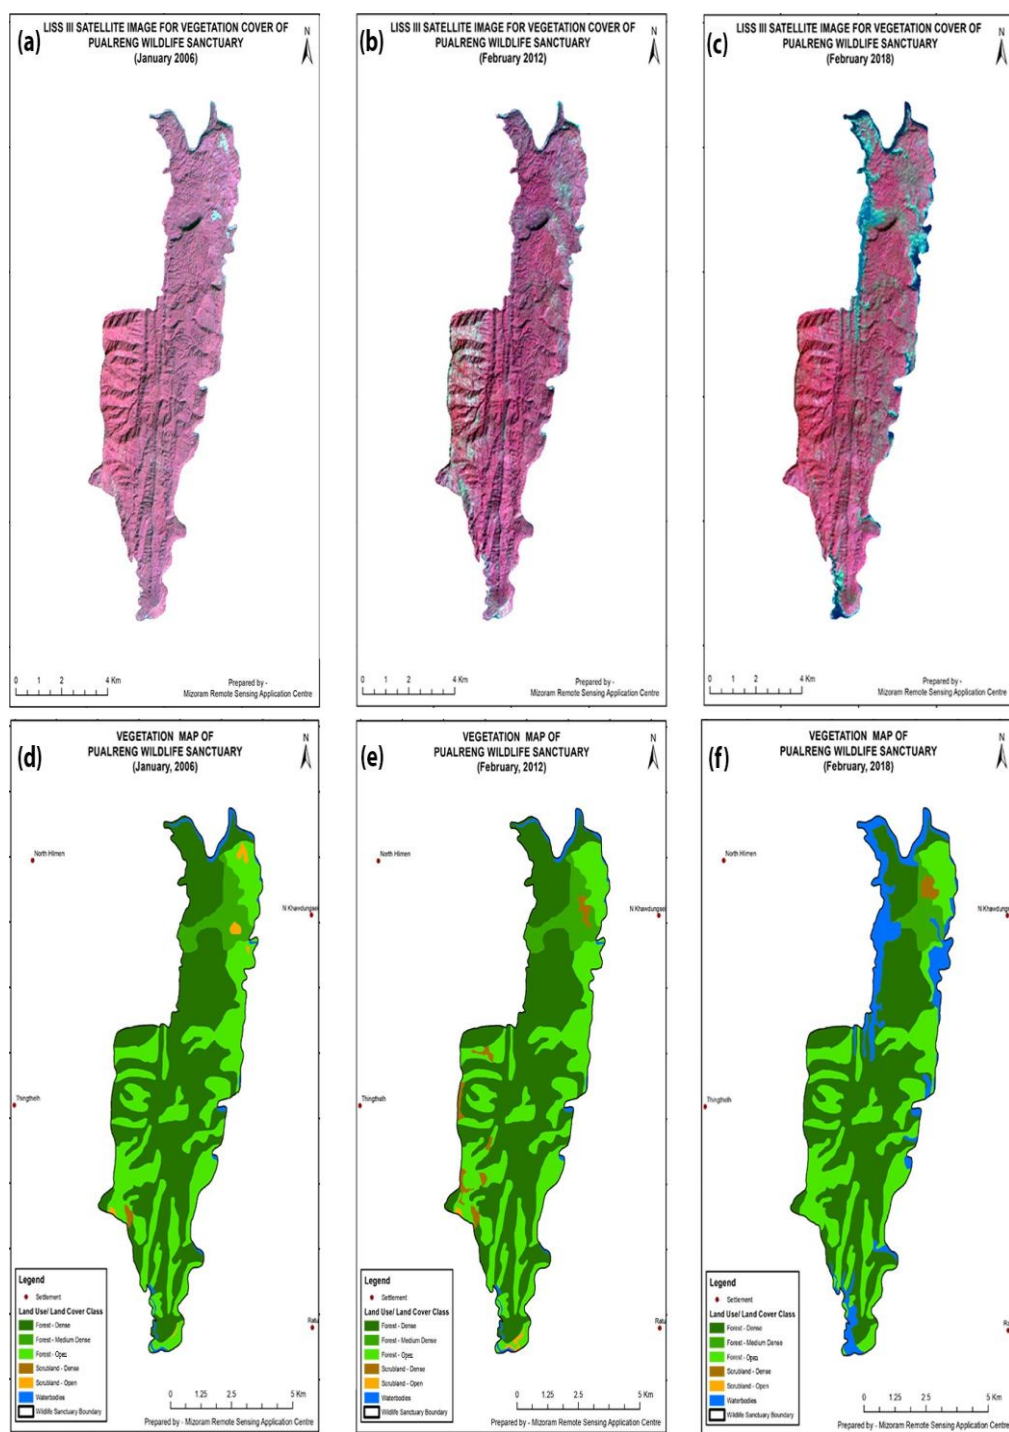 (a)
LISS III SATELLITE IMAGE FOR VEGETATION COVER OF
PUALRENG WILDLIFE SANCTUARY
(January 2006)
N
0 1 2 4 Km
Prepared by -
Mizoram Remote Sensing Application Centre
(b)
LISS III SATELLITE IMAGE FOR VEGETATION COVER OF
PUALRENG WILDLIFE SANCTUARY
(February 2012)
N
0 1 2 4 Km
Prepared by -
Mizoram Remote Sensing Application Centre
(c)
LISS III SATELLITE IMAGE FOR VEGETATION COVER OF
PUALRENG WILDLIFE SANCTUARY
(February 2018)
N
0 1 2 4 Km
Prepared by -
Mizoram Remote Sensing Application Centre
(d)
VEGETATION MAP OF
PUALRENG WILDLIFE SANCTUARY
(January, 2006)
N
North Hlimen
N Khawdungsei
Thingthelh
Ratu
Legend
Settlement
Land Use/ Land Cover Class
Forest - Dense
Forest - Medium Dense
Forest - Open
Scrubland - Dense
Scrubland - Open
Waterbodies
Wildlife Sanctuary Boundary
0 1.25 2.5 5 Km
Prepared by - Mizoram Remote Sensing Application Centre
(e)
VEGETATION MAP OF
PUALRENG WILDLIFE SANCTUARY
(February, 2012)
N
North Hlimen
N Khawdungsei
Thingthelh
Ratu
Legend
Settlement
Land Use/ Land Cover Class
Forest - Dense
Forest - Medium Dense
Forest - Open
Scrubland - Dense
Scrubland - Open
Waterbodies
Wildlife Sanctuary Boundary
0 1.25 2.5 5 Km
Prepared by - Mizoram Remote Sensing Application Centre
(f)
VEGETATION MAP OF
PUALRENG WILDLIFE SANCTUARY
(February, 2018)
N
North Hlimen
N Khawdungsei
Thingthelh
Legend
Settlement
Land Use/ Land Cover Class
Forest - Dense
Forest - Medium Dense
Forest - Open
Scrubland - Dense
Scrubland - Open
Waterbodies
Wildlife Sanctuary Boundary
0 1.25 2.5 5 Km
Prepared by - Mizoram Remote Sensing Application Centre